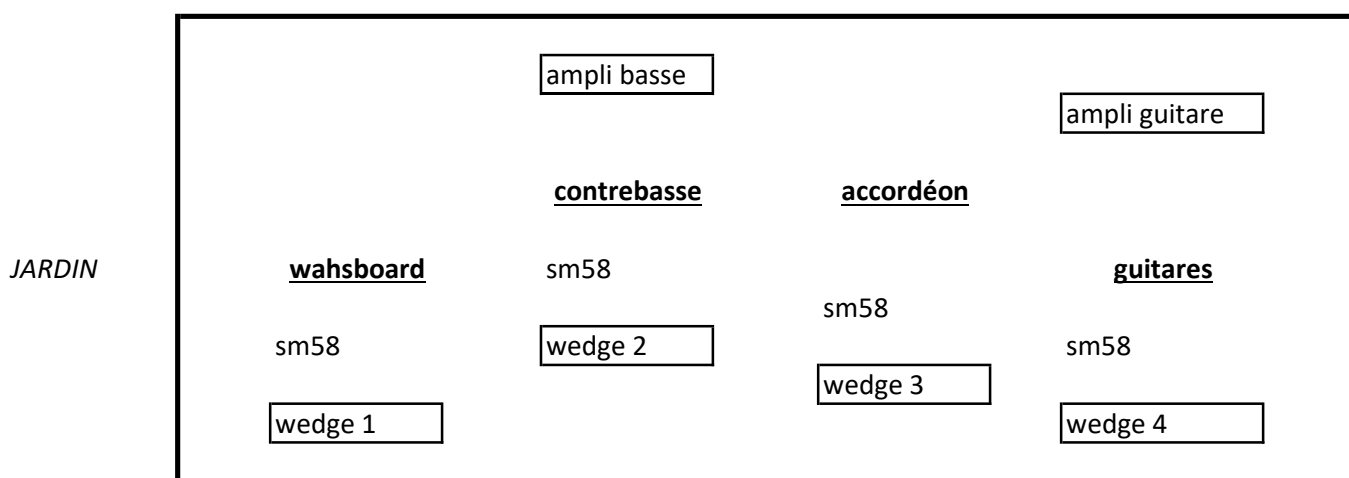 ampli basse
ampli guitare
contrebasse
accordéon
JARDIN
wahsboard
sm58
guitares
sm58
sm58
wedge 2
sm58
wedge 3
wedge 1
wedge 4